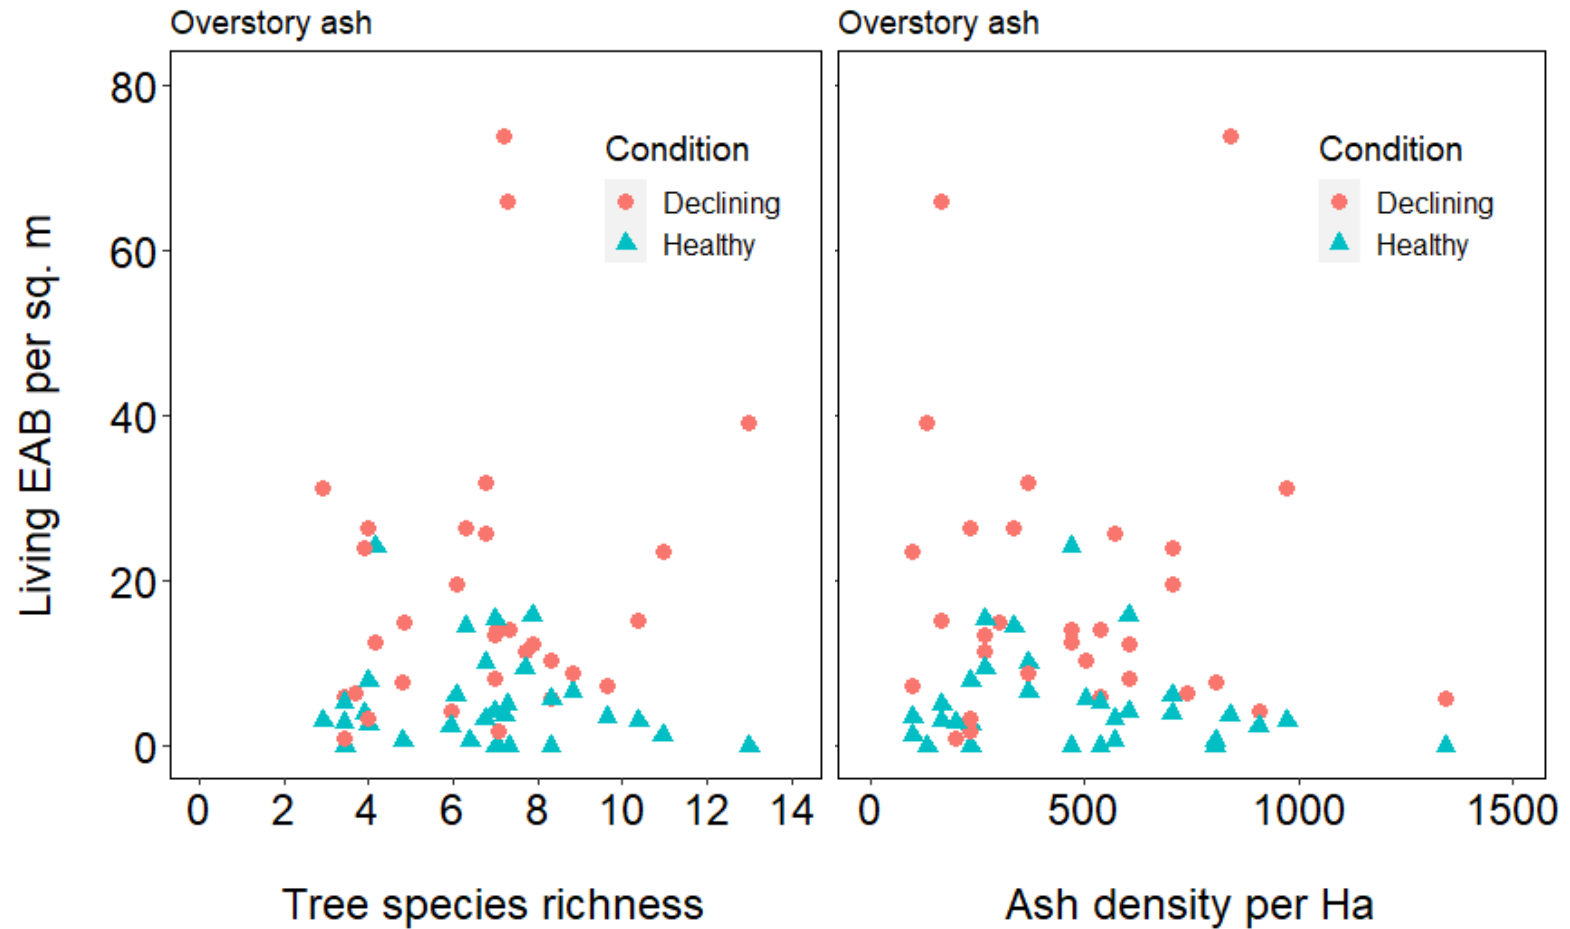 Overstory ash
Overstory ash
Living EAB per sq. m
80
60
40
20
0
Condition
Declining
Healthy
Condition
Declining
Healthy
0 2 4 6 8 10 12 14
0 500 1000 1500
Tree species richness
Ash density per Ha